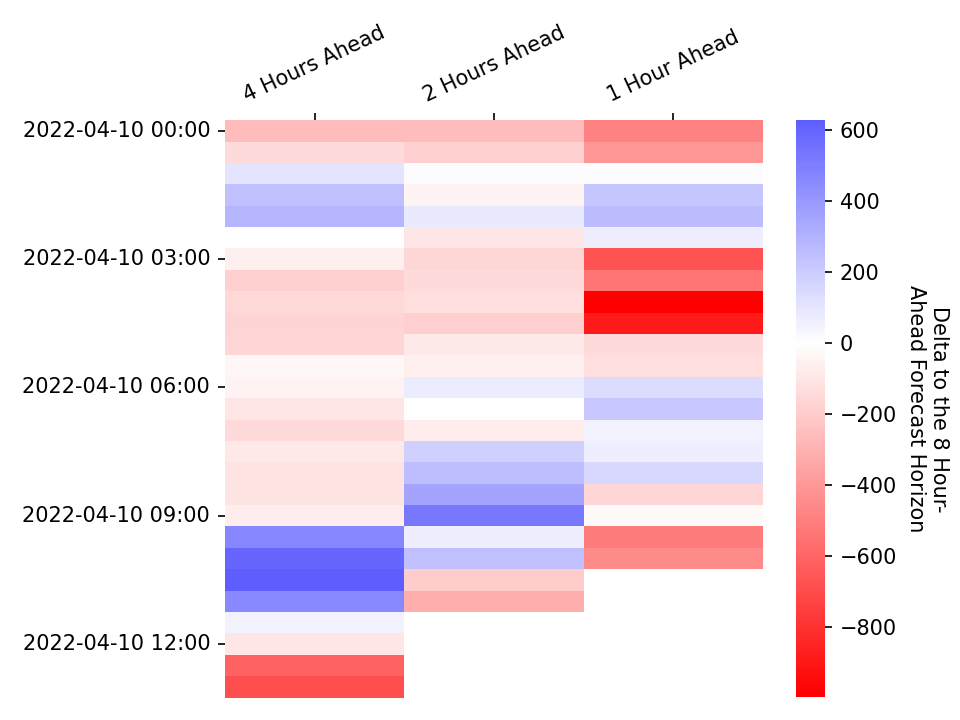 4 Hours Ahead
2 Hours Ahead
1 Hour Ahead
2022-04-10 00:00
2022-04-10 03:00
2022-04-10 06:00
2022-04-10 09:00
2022-04-10 12:00
600
400
200
0
−200
−400
−600
−800
Delta to the 8 Hour-
Ahead Forecast Horizon